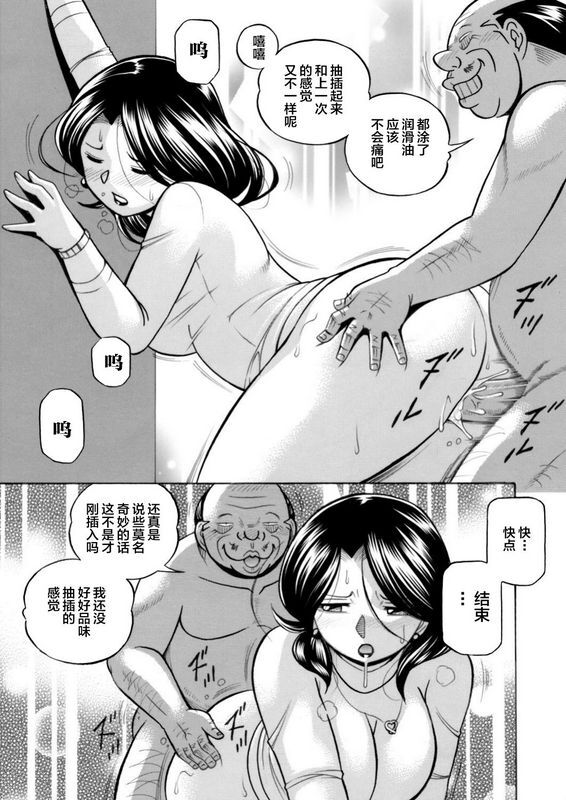 都涂了
润滑油
应该
不会痛吧
抽插起来
和上一次
的感觉
又不一样呢
嘻嘻
呜
呜
呜
快…
快点
结束
…
还真是
说些莫名
奇妙的话
这不是才
刚插入吗
我还没
好好品味
抽插的
感觉